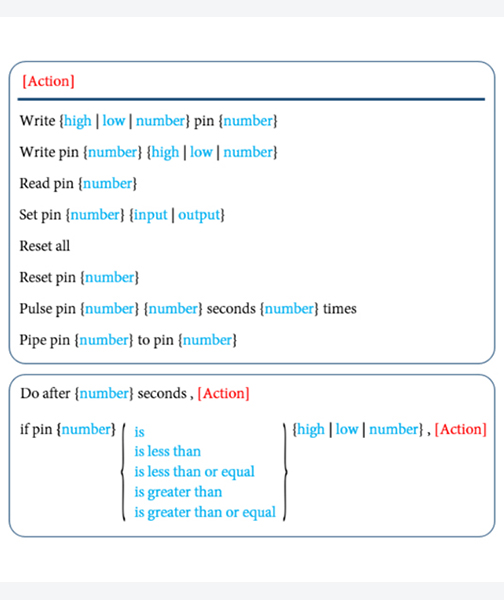 [Action]
Write {high | low | number} pin {number}
Write pin {number} {high | low | number}
Read pin {number}
Set pin {number} {input | output}
Reset all
Reset pin {number}
Pulse pin {number} {number} seconds {number} times
Pipe pin {number} to pin {number}
Do after {number} seconds , [Action]
if pin {number} { is } {high | low | number} , [Action]
is less than
is less than or equal
is greater than
is greater than or equal